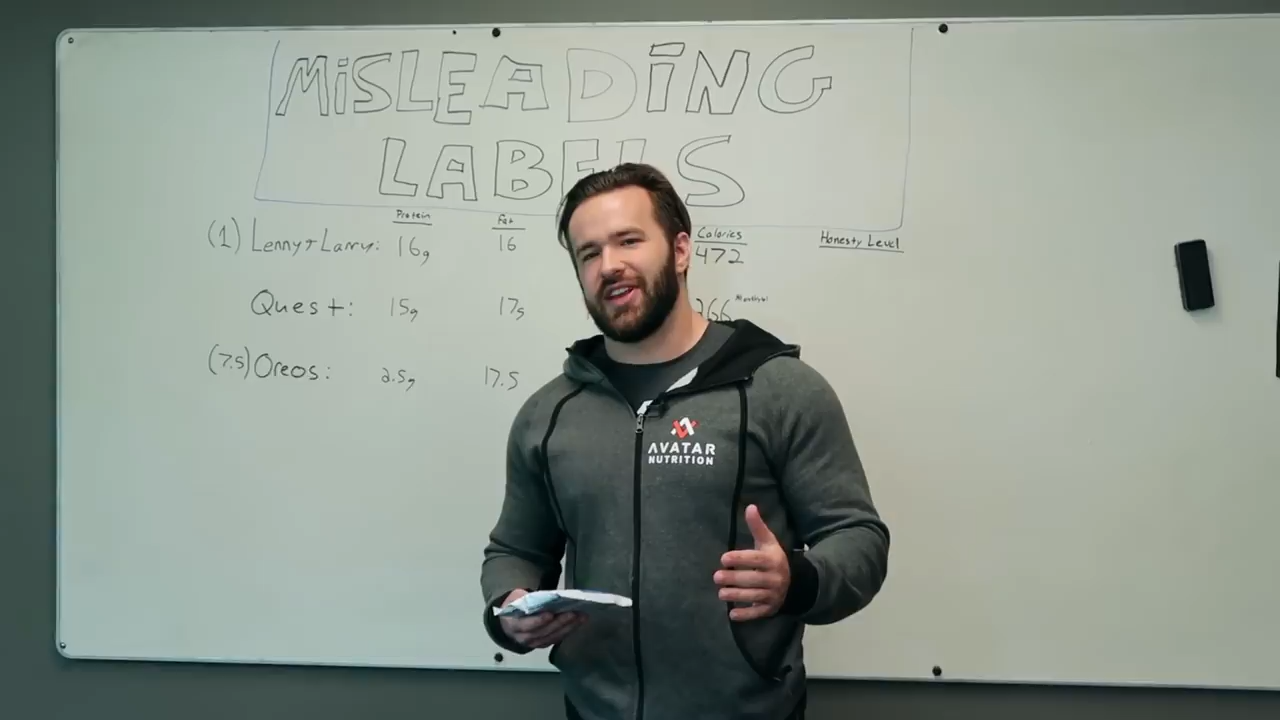 MiSLEADING
LABELS
Protein Fat Calories Honesty Level
(1) Lenny + Larry: 16g 16 472
Quest: 15g 17g 266
(7.5) Oreos: 2.5g 17.5
AVATAR
NUTRITION